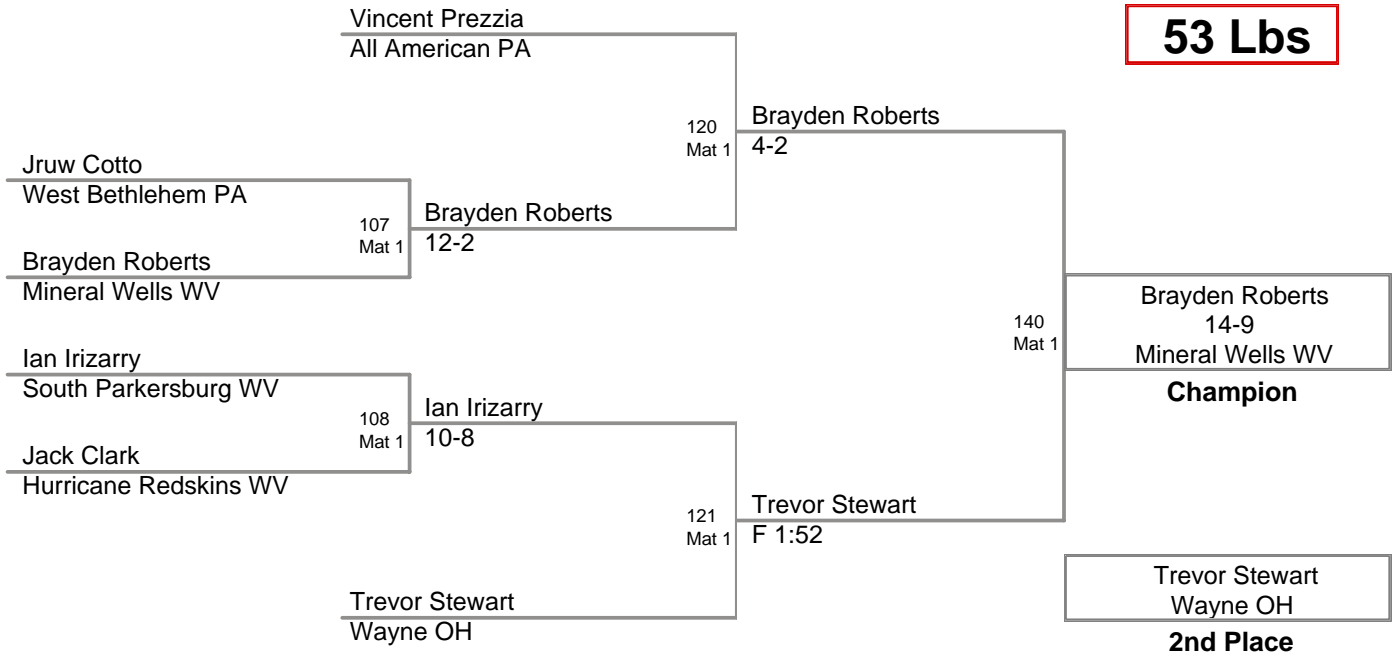 Vincent Prezzia
All American PA
53 Lbs
120
Mat 1
Brayden Roberts
4-2
Jruw Cotto
West Bethlehem PA
107
Mat 1
Brayden Roberts
12-2
Brayden Roberts
Mineral Wells WV
140
Mat 1
Brayden Roberts
14-9
Mineral Wells WV
Champion
Ian Irizarry
South Parkersburg WV
108
Mat 1
Ian Irizarry
10-8
Jack Clark
Hurricane Redskins WV
121
Mat 1
Trevor Stewart
F 1:52
Trevor Stewart
Wayne OH
Trevor Stewart
Wayne OH
2nd Place